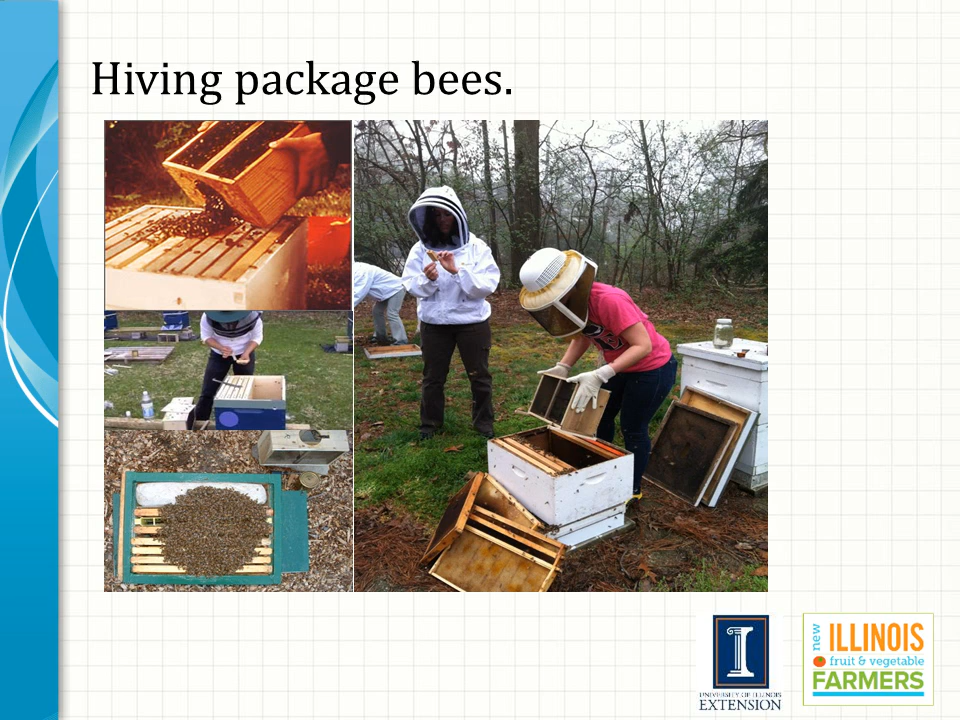 Hiving package bees.
UNIVERSITY OF ILLINOIS
EXTENSION
new
ILLINOIS
fruit & vegetable
FARMERS